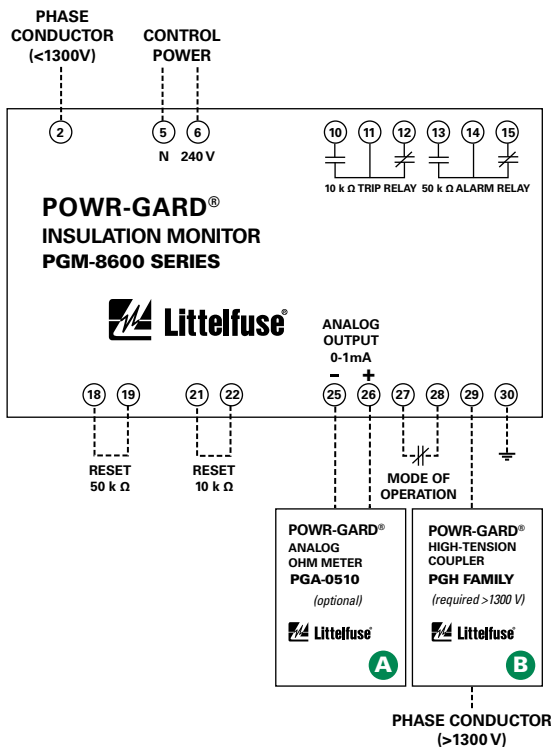 PHASE
CONDUCTOR
(<1300V)
CONTROL
POWER
2
5
6
N 240 V
10
11
12
13
14
15
10 k Ω TRIP RELAY 50 k Ω ALARM RELAY
POWR-GARD®
INSULATION MONITOR
PGM-8600 SERIES
Littelfuse®
ANALOG
OUTPUT
0-1mA
– +
18
19
21
22
25
26
27
28
29
30
RESET
50 k Ω
RESET
10 k Ω
MODE OF
OPERATION
POWR-GARD®
ANALOG
OHM METER
PGA-0510
(optional)
Littelfuse®
A
POWR-GARD®
HIGH-TENSION
COUPLER
PGH FAMILY
(required >1300 V)
Littelfuse®
B
PHASE CONDUCTOR
(>1300 V)